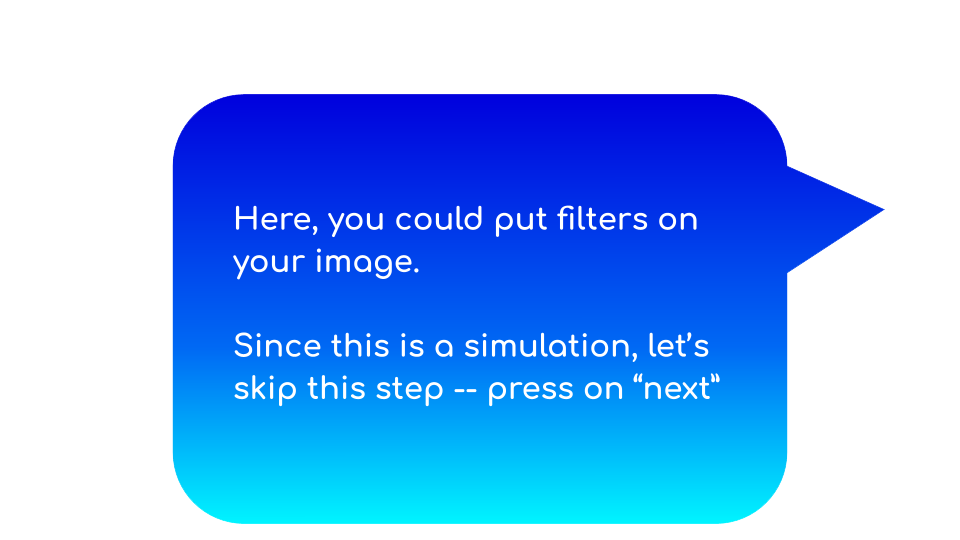 Here, you could put filters on
your image.
Since this is a simulation, let’s
skip this step -- press on “next”